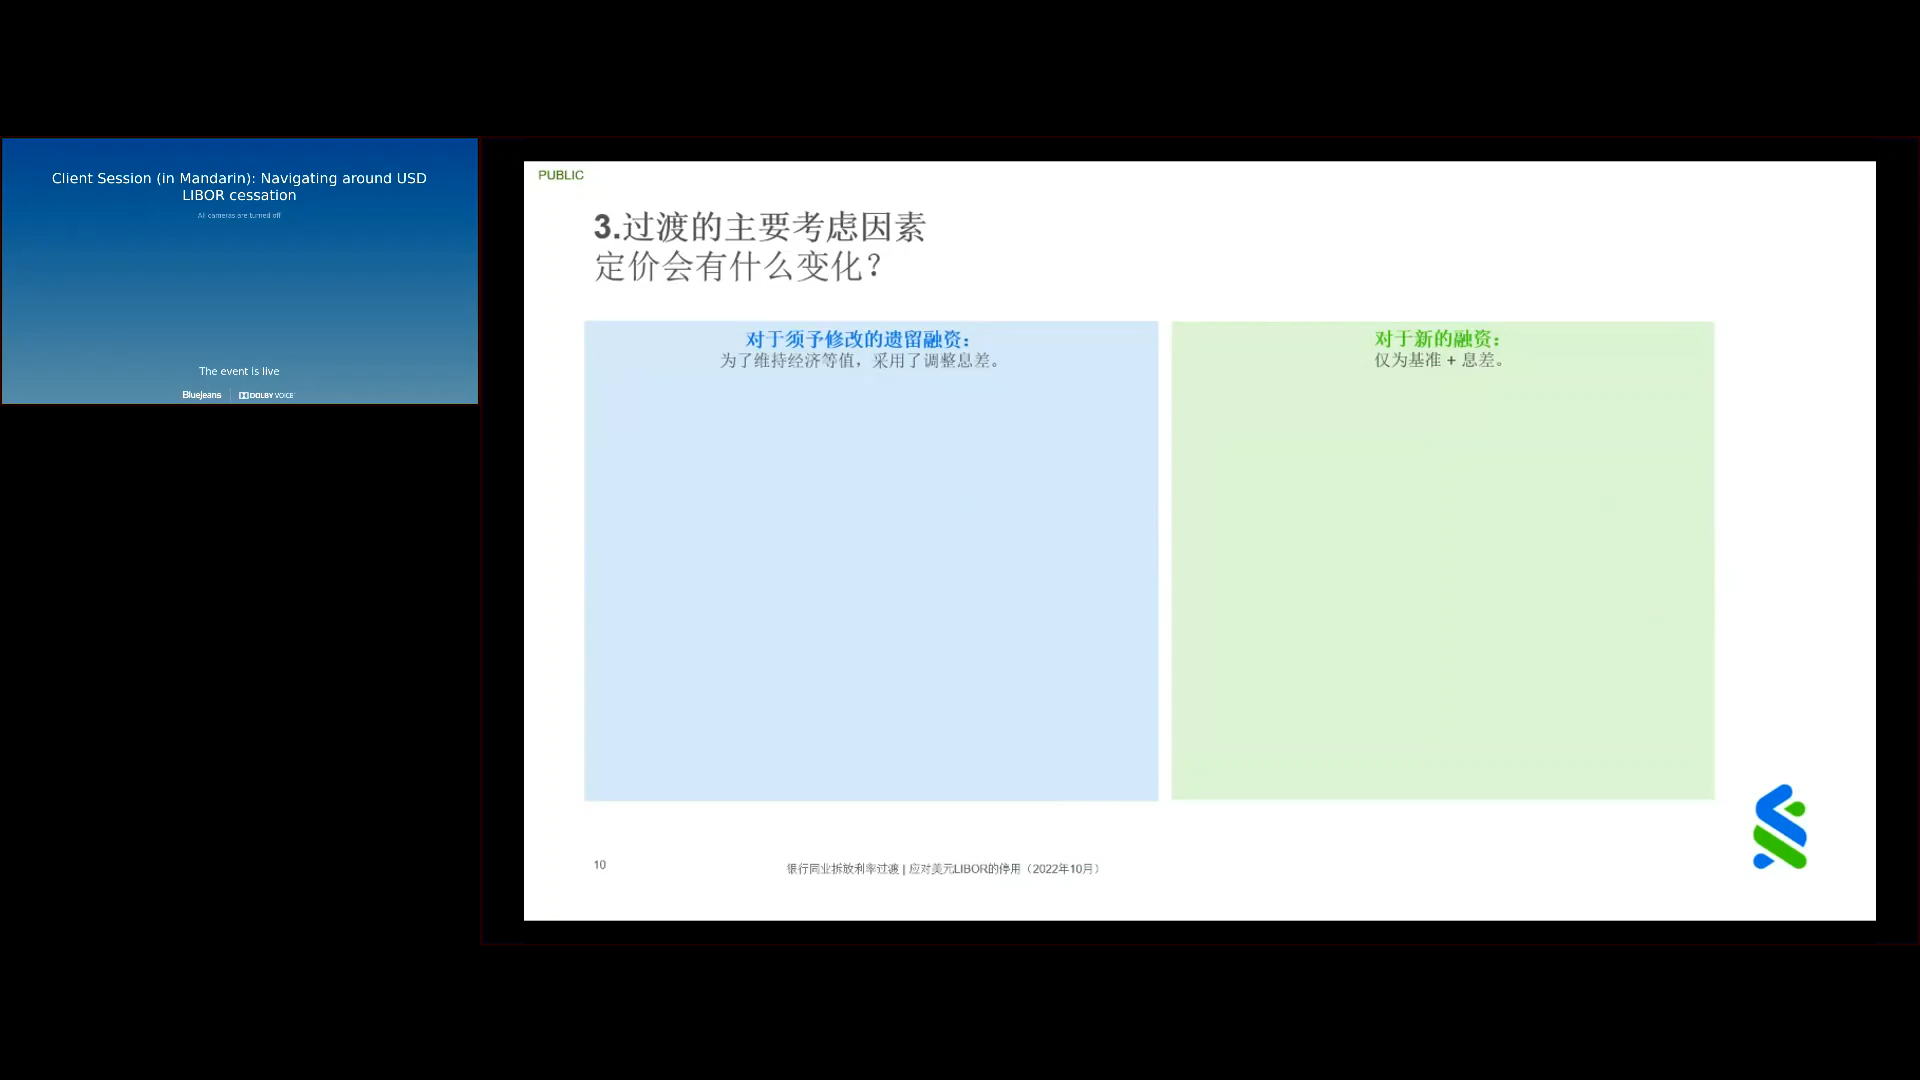 Client Session (in Mandarin): Navigating around USD
LIBOR cessation
All cameras are turned off
The event is live
BlueJeans
DOLBY VOICE
PUBLIC
3.过渡的主要考虑因素
定价会有什么变化？
对于须予修改的遗留融资：
为了维持经济等值，采用了调整息差。
对于新的融资：
仅为基准 + 息差。
10
银行同业拆放利率过渡 | 应对美元LIBOR的停用（2022年10月）